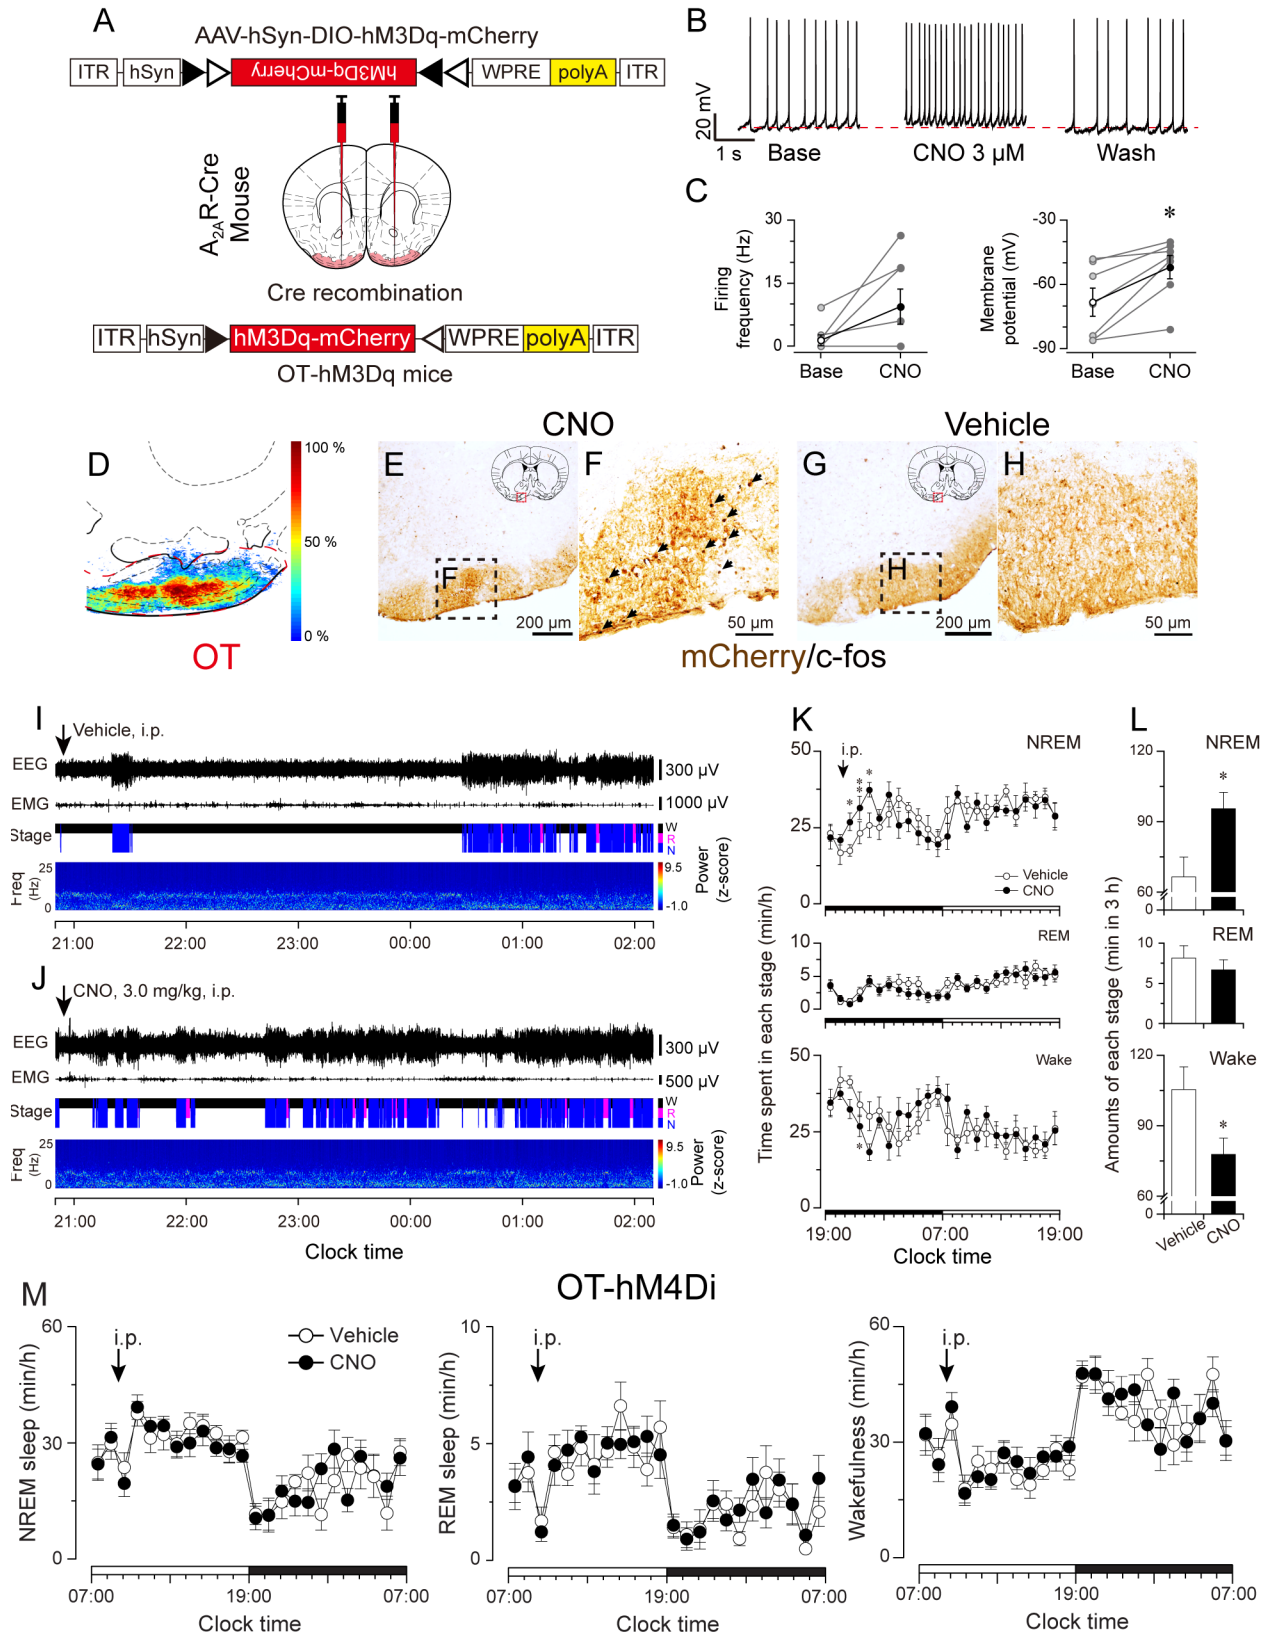 A
AAV-hSyn-DIO-hM3Dq-mCherry
ITR hSyn hM3Dq-mCherry WPRE polyA ITR
A2AR-Cre
Mouse
Cre recombination
ITR hSyn hM3Dq-mCherry WPRE polyA ITR
OT-hM3Dq mice
B
20 mV
1 s
Base
CNO 3 µM
Wash
C
Firing
frequency (Hz)
30
15
0
Base CNO
Membrane
potential (mV)
-30
-60
-90
*
Base CNO
CNO
Vehicle
D
100 %
50 %
0 %
OT
E
F
200 µm
F
50 µm
G
H
200 µm
H
50 µm
mCherry/c-fos
I
Vehicle, i.p.
EEG
300 µV
EMG
1000 µV
Stage
W
R
N
Freq
(Hz)
25
0
9.5
-1.0
Power
(z-score)
21:00 22:00 23:00 00:00 01:00 02:00
J
CNO, 3.0 mg/kg, i.p.
EEG
300 µV
EMG
500 µV
Stage
W
R
N
Freq
(Hz)
25
0
9.5
-1.0
Power
(z-score)
21:00 22:00 23:00 00:00 01:00 02:00
Clock time
K
Time spent in each stage (min/h)
50
25
0
i.p.
* * * *
NREM
Vehicle
CNO
10
5
0
REM
50
25
0
*
Wake
19:00 07:00 19:00
Clock time
L
Amounts of each stage (min in 3 h)
120
90
60
0
NREM
*
10
5
0
REM
120
90
60
0
Wake
*
Vehicle CNO
OT-hM4Di
M
NREM sleep (min/h)
60
30
0
i.p.
Vehicle
CNO
07:00 19:00 07:00
Clock time
REM sleep (min/h)
10
5
0
i.p.
07:00 19:00 07:00
Clock time
Wakefulness (min/h)
60
30
0
i.p.
07:00 19:00 07:00
Clock time